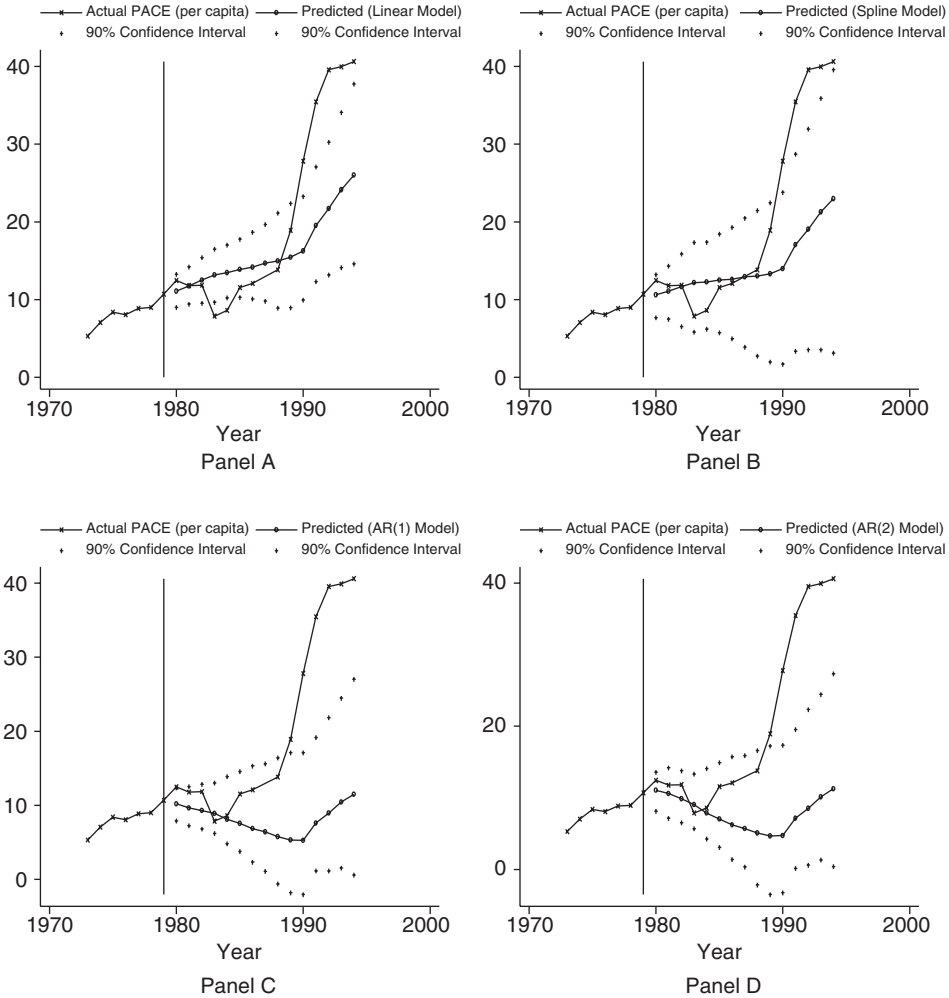 Actual PACE (per capita) Predicted (Linear Model)
90% Confidence Interval 90% Confidence Interval
40
30
20
10
0
1970 1980 1990 2000
Year
Panel A
Actual PACE (per capita) Predicted (Spline Model)
90% Confidence Interval 90% Confidence Interval
40
30
20
10
0
1970 1980 1990 2000
Year
Panel B
Actual PACE (per capita) Predicted (AR(1) Model)
90% Confidence Interval 90% Confidence Interval
40
30
20
10
0
1970 1980 1990 2000
Year
Panel C
Actual PACE (per capita) Predicted (AR(2) Model)
90% Confidence Interval 90% Confidence Interval
40
20
0
1970 1980 1990 2000
Year
Panel D